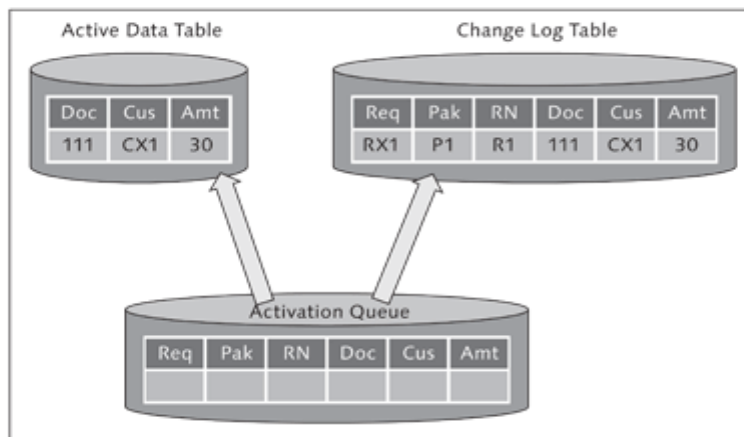 Active Data Table
Change Log Table
Doc Cus Amt
111 CX1 30
Req Pak RN Doc Cus Amt
RX1 P1 R1 111 CX1 30
Activation Queue
Req Pak RN Doc Cus Amt